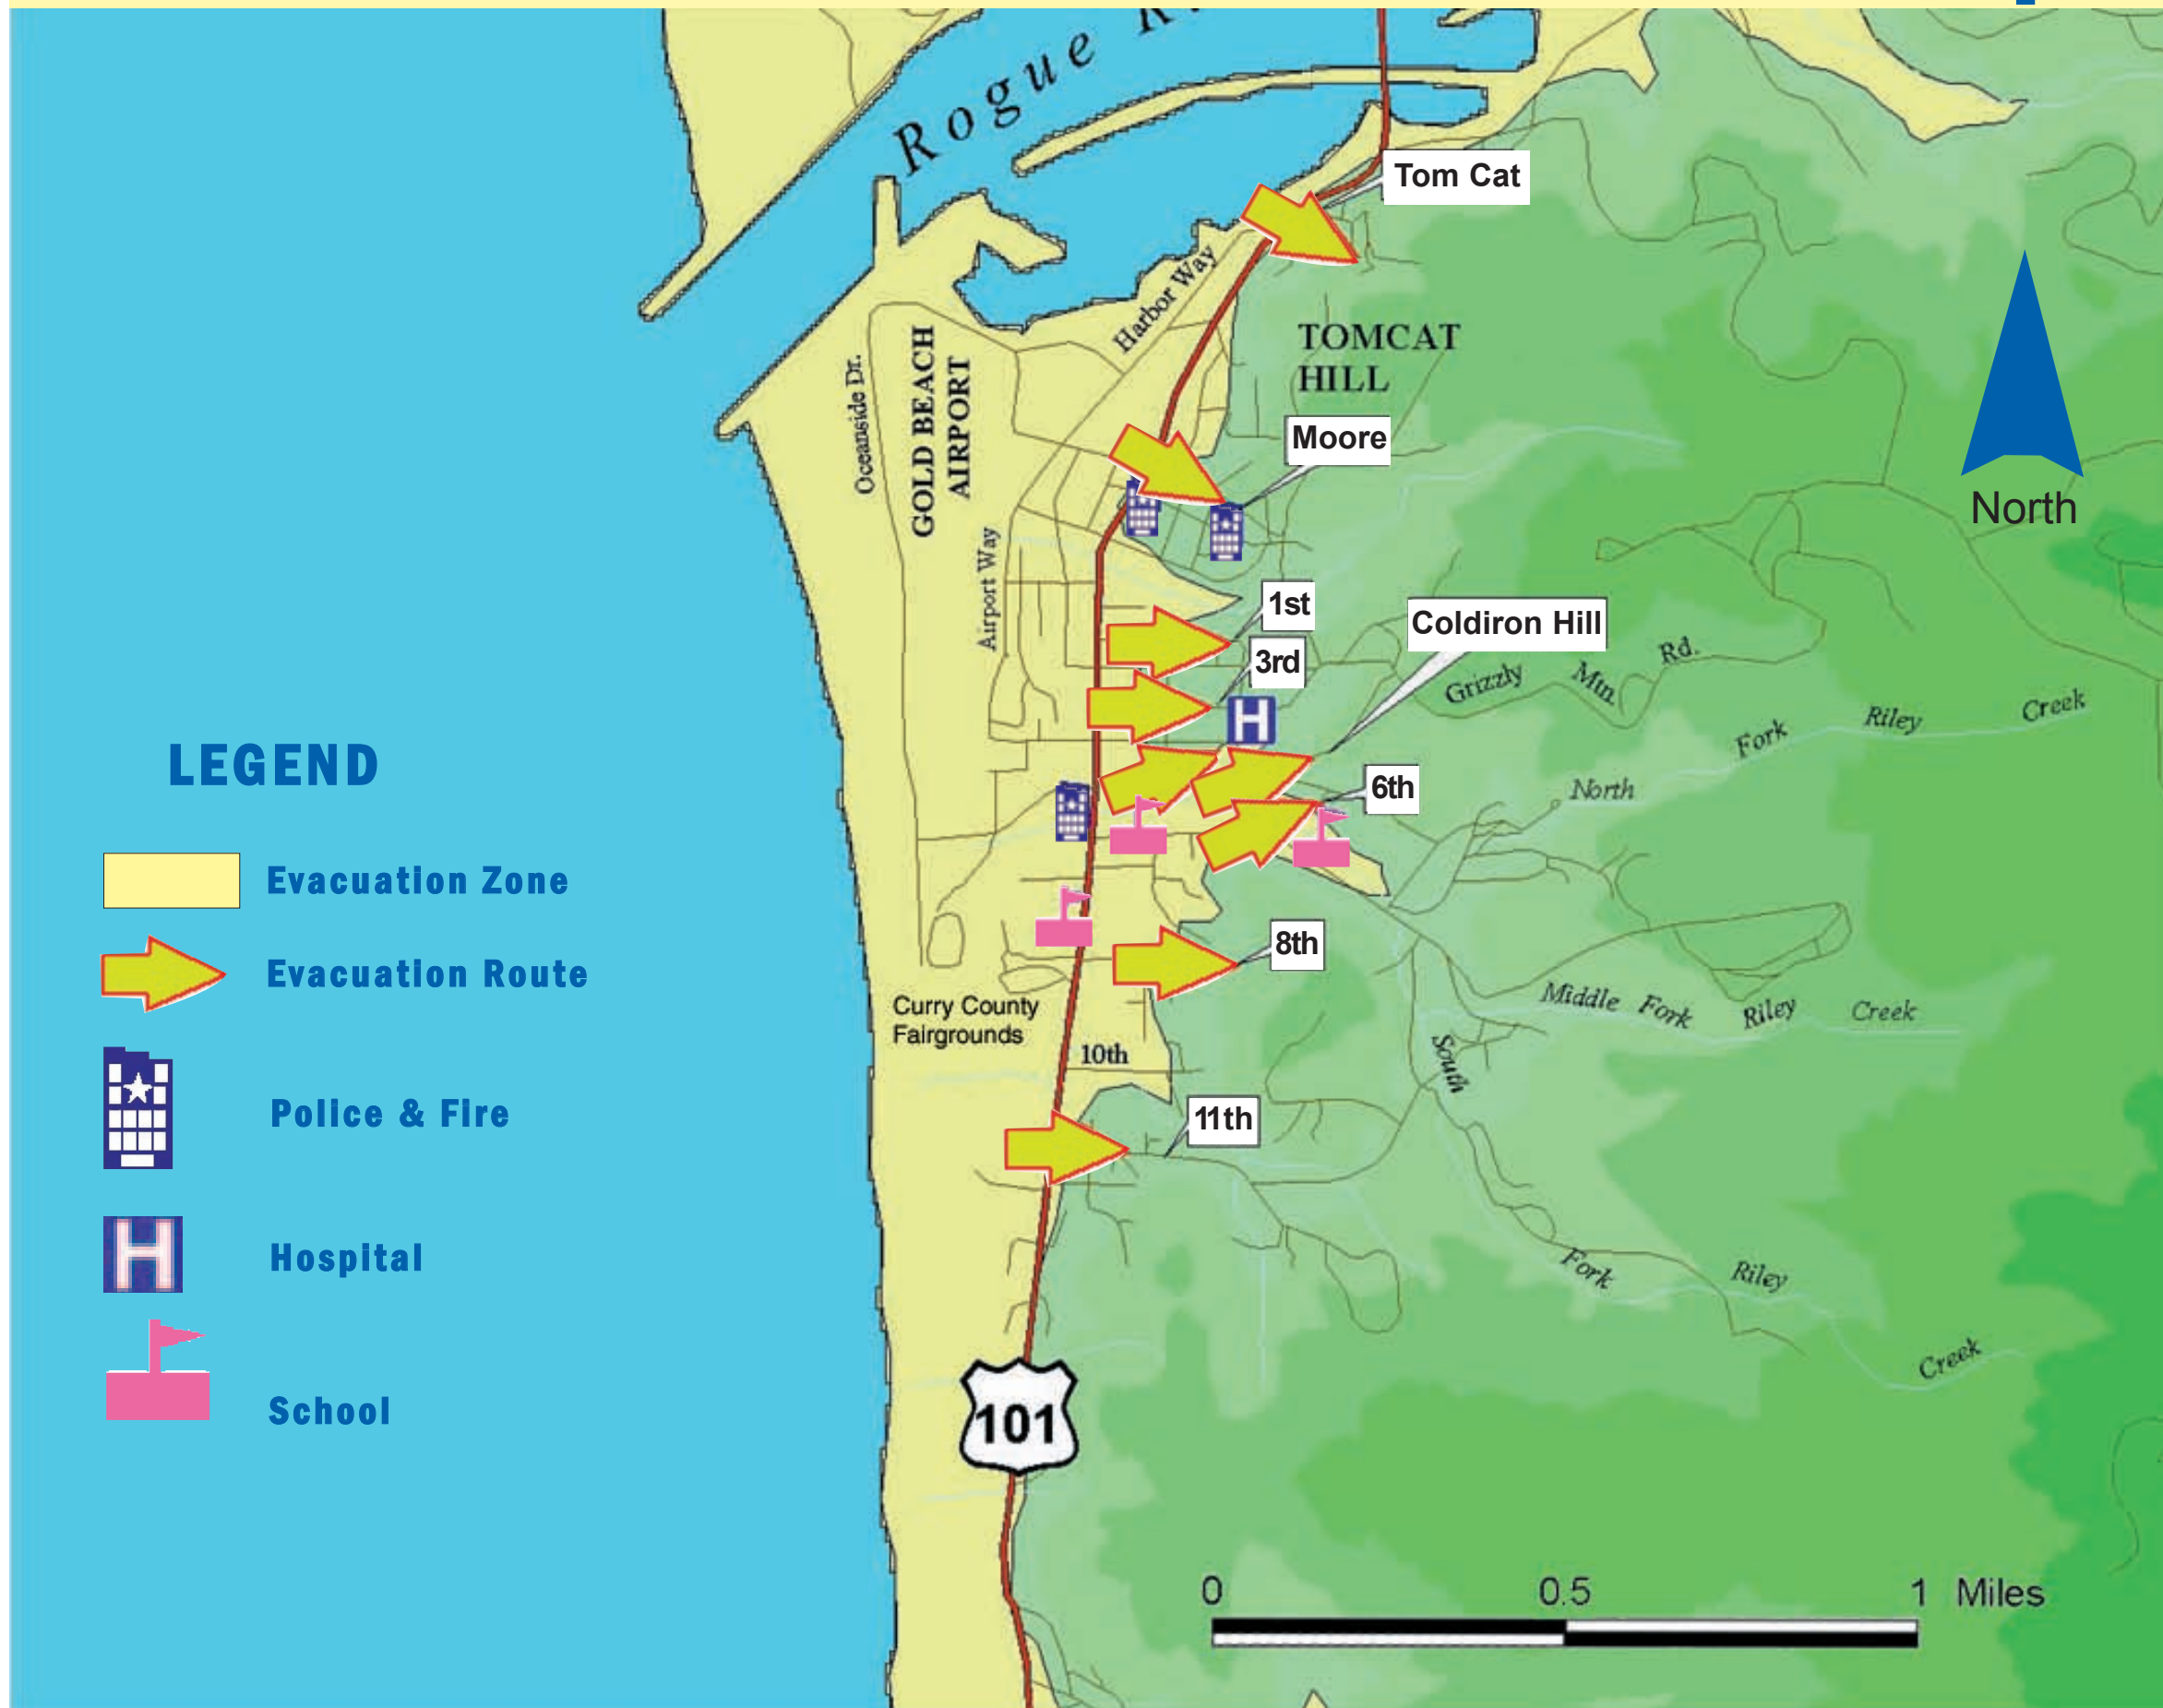 Rogue
Tom Cat
Harbor Way
TOMCAT
HILL
Oceanside Dr.
GOLD BEACH
AIRPORT
Moore
North
Airport Way
1st
3rd
Coldiron Hill
Grizzly Mtn. Rd.
North Fork Riley Creek
6th
8th
Middle Fork Riley Creek
Curry County
Fairgrounds
10th
South Fork Riley Creek
11th
101
LEGEND
Evacuation Zone
Evacuation Route
Police & Fire
H Hospital
School
H
0 0.5 1 Miles